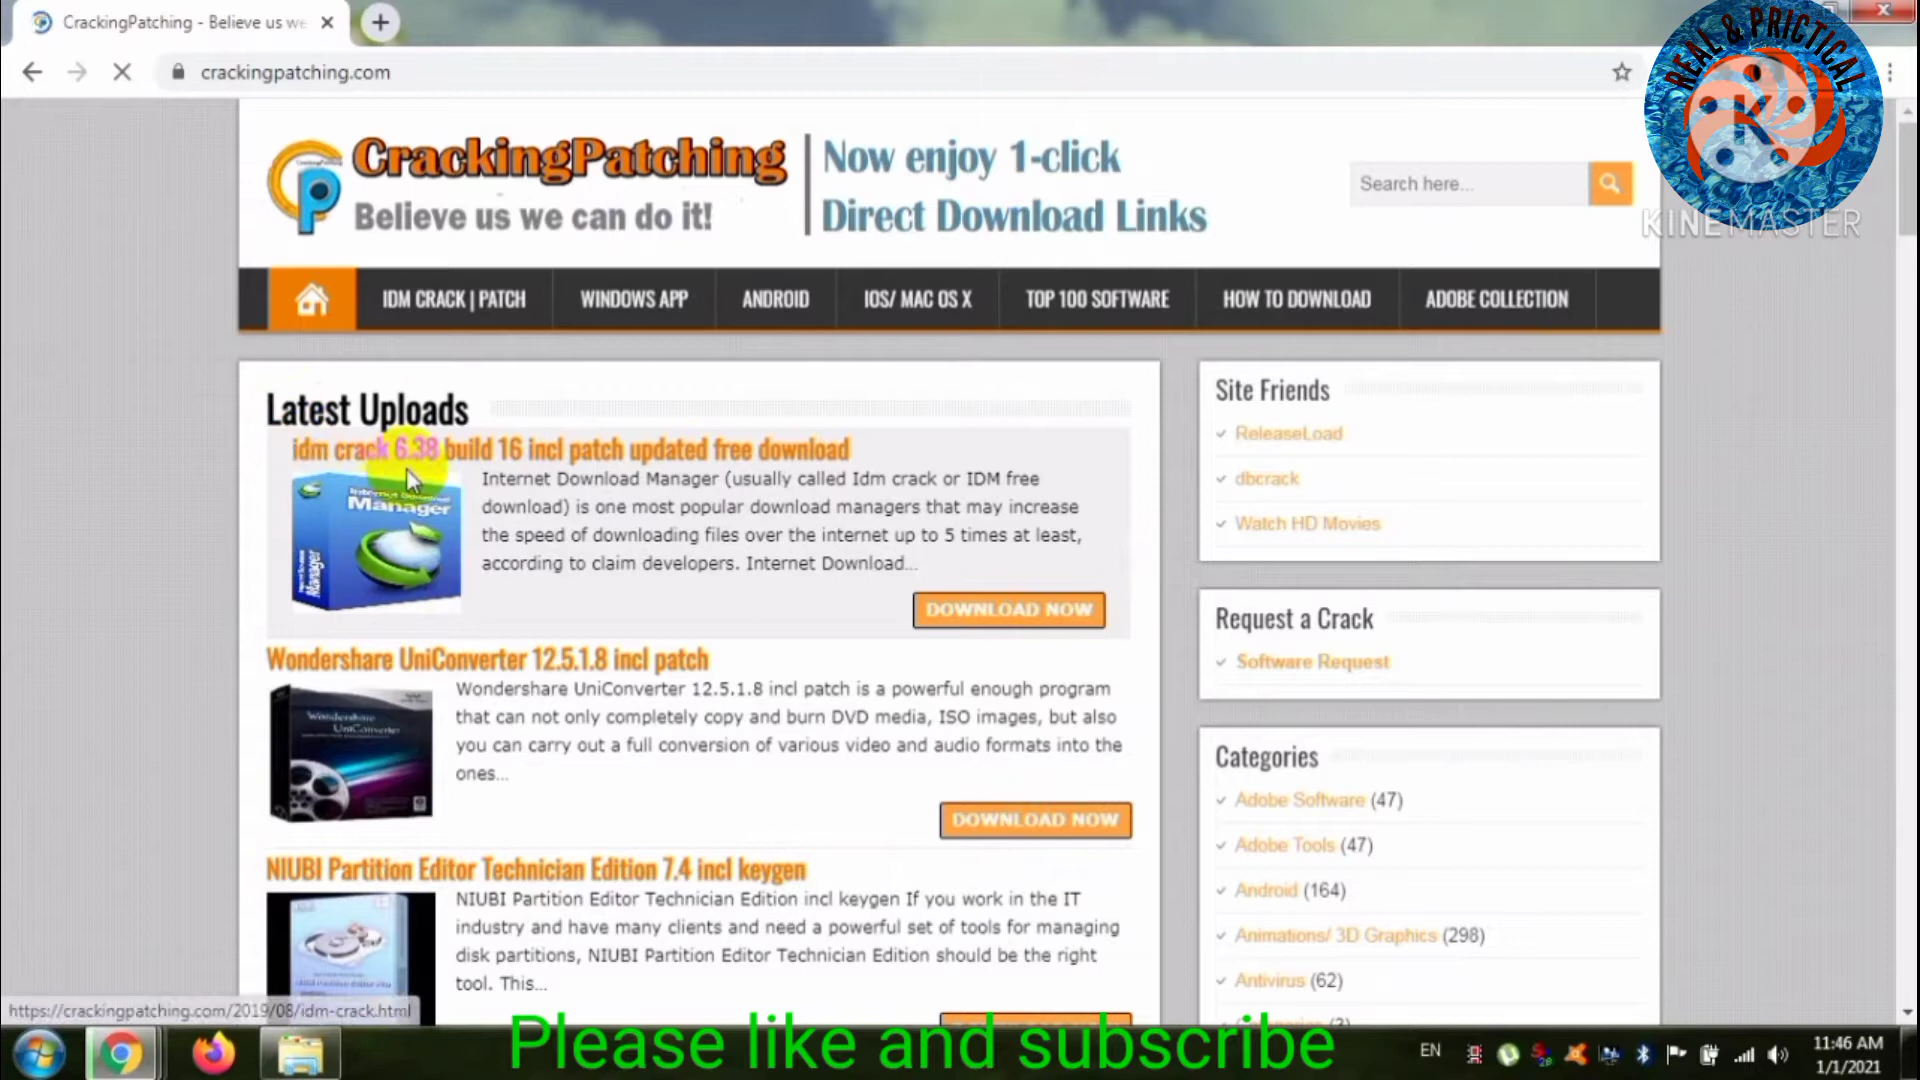 CrackingPatching - Believe us we
crackingpatching.com
REAL & PRICTICAL
K
KINEMASTER
CrackingPatching
Believe us we can do it!
Now enjoy 1-click
Direct Download Links
Search here...
IDM CRACK | PATCH
WINDOWS APP
ANDROID
IOS/ MAC OS X
TOP 100 SOFTWARE
HOW TO DOWNLOAD
ADOBE COLLECTION
Latest Uploads
idm crack 6.38 build 16 incl patch updated free download
Internet Download Manager (usually called Idm crack or IDM free
download) is one most popular download managers that may increase
the speed of downloading files over the internet up to 5 times at least,
according to claim developers. Internet Download...
Internet Download
Manager
DOWNLOAD NOW
Wondershare UniConverter 12.5.1.8 incl patch
Wondershare
UniConverter
Wondershare UniConverter 12.5.1.8 incl patch is a powerful enough program
that can not only completely copy and burn DVD media, ISO images, but also
you can carry out a full conversion of various video and audio formats into the
ones...
DOWNLOAD NOW
NIUBI Partition Editor Technician Edition 7.4 incl keygen
NIUBI Partition Editor Technician Edition incl keygen If you work in the IT
industry and have many clients and need a powerful set of tools for managing
disk partitions, NIUBI Partition Editor Technician Edition should be the right
tool. This...
Site Friends
ReleaseLoad
dbcrack
Watch HD Movies
Request a Crack
Software Request
Categories
Adobe Software (47)
Adobe Tools (47)
Android (164)
Animations/ 3D Graphics (298)
Antivirus (62)
https://crackingpatching.com/2019/08/idm-crack.html
Please like and subscribe
EN
11:46 AM
1/1/2021